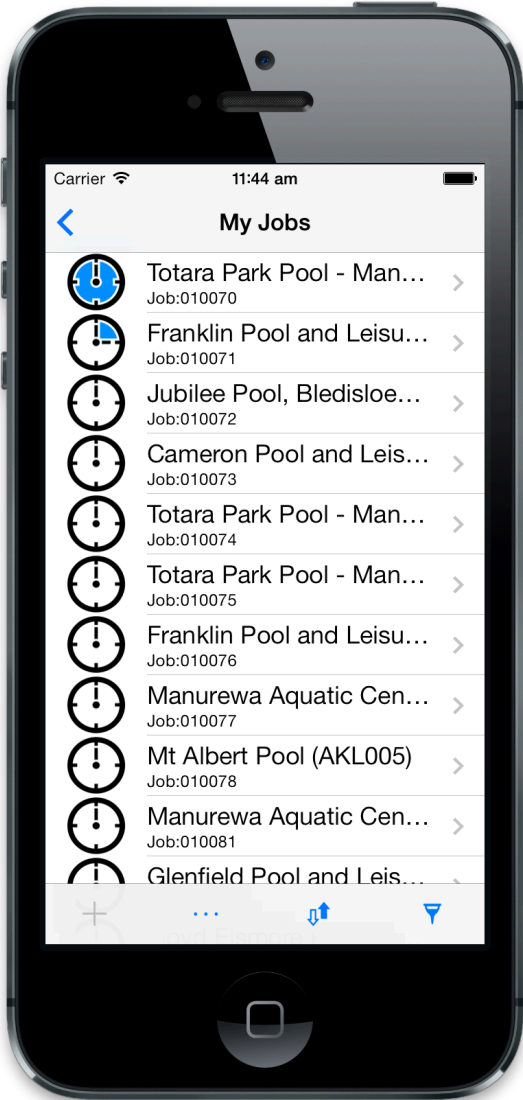 Carrier
11:44 am
My Jobs
Totara Park Pool - Man...
Job:010070
Franklin Pool and Leisu...
Job:010071
Jubilee Pool, Bledisloe...
Job:010072
Cameron Pool and Leis...
Job:010073
Totara Park Pool - Man...
Job:010074
Totara Park Pool - Man...
Job:010075
Franklin Pool and Leisu...
Job:010076
Manurewa Aquatic Cen...
Job:010077
Mt Albert Pool (AKL005)
Job:010078
Manurewa Aquatic Cen...
Job:010081
Glenfield Pool and Leis...